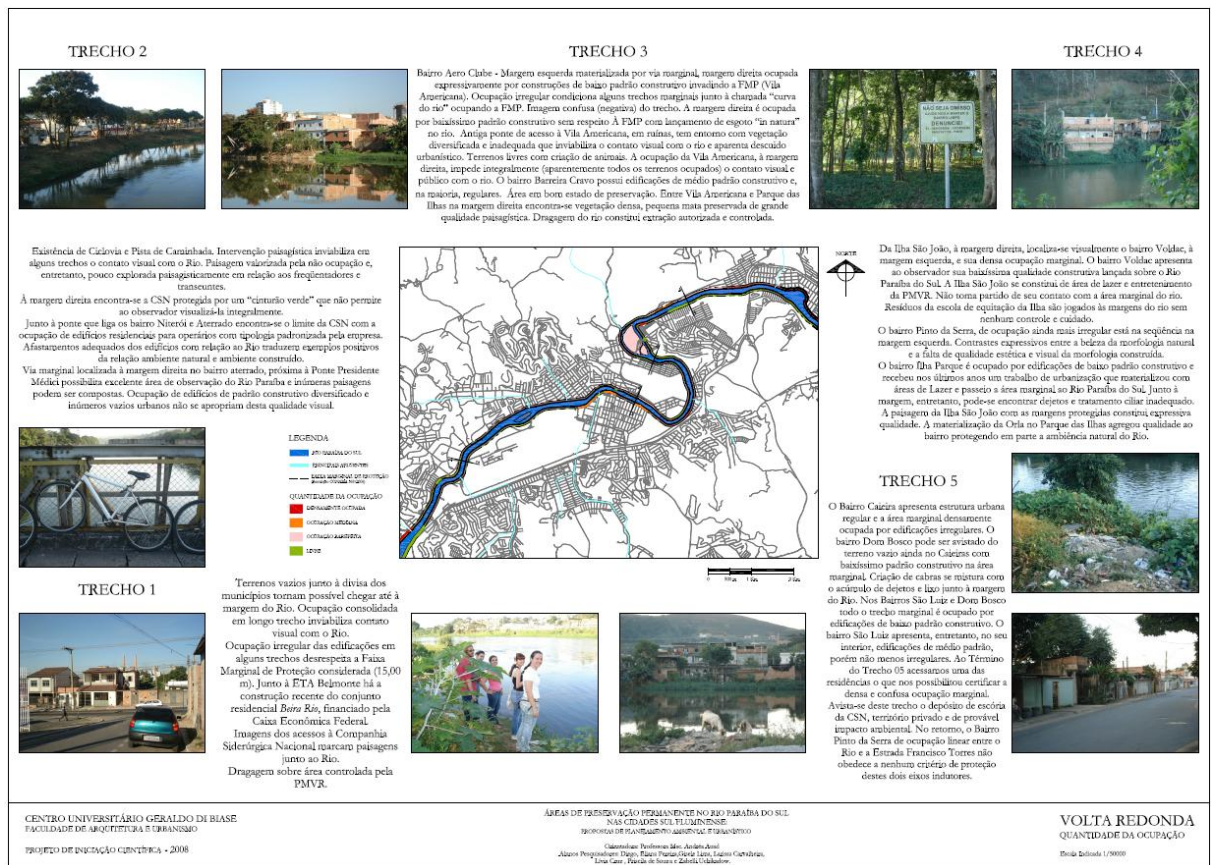 TRECHO 2
TRECHO 3
TRECHO 4
Bairro Aero Clube - Margem esquerda materializada por via marginal, margem direita ocupada
expressivamente por construções de baixo padrão construtivo invadindo a FMP (Vila
Americana). Ocupação irregular condiciona alguns trechos marginais junto à chamada "curva
do rio" ocupando a FMP. Imagem confusa (negativa) do trecho. A margem direita é ocupada
por baixíssimo padrão construtivo sem respeito À FMP com lançamento de esgoto "in natura"
no rio. Antiga ponte de acesso à Vila Americana, em ruínas, tem entorno com vegetação
diversificada e inadequada que inviabiliza o contato visual com o rio e aparenta descuido
urbanístico. Terrenos livres com criação de animais. A ocupação da Vila Americana, à margem
direita, impede integralmente (aparentemente todos os terrenos ocupados) o contato visual e
público com o rio. O bairro Barreira Cravo possui edificações de médio padrão construtivo e,
na maioria, regulares. Área em bom estado de preservação. Entre Vila Americana e Parque das
Ilhas na margem direita encontra-se vegetação densa, pequena mata preservada de grande
qualidade paisagística. Dragagem do rio constitui extração autorizada e controlada.
NÃO SEJA OMISSO
DENUNCIE!
Existência de Ciclovia e Pista de Caminhada. Intervenção paisagística inviabiliza em
alguns trechos o contato visual com o Rio. Paisagem valorizada pela não ocupação e,
entretanto, pouco explorada paisagisticamente em relação aos freqüentadores e
transeuntes.
À margem direita encontra-se a CSN protegida por um "cinturão verde" que não permite
ao observador visualizá-la integralmente.
Junto à ponte que liga os bairro Niterói e Aterrado encontra-se o limite da CSN com a
ocupação de edifícios residenciais para operários com tipologia padronizada pela empresa.
Afastamentos adequados dos edifícios com relação ao Rio traduzem exemplos positivos
da relação ambiente natural e ambiente construído.
Via marginal localizada à margem direita no bairro aterrado, próxima à Ponte Presidente
Médici possibilita excelente área de observação do Rio Paraíba e inúmeras paisagens
podem ser compostas. Ocupação de edifícios de padrão construtivo diversificado e
inúmeros vazios urbanos não se apropriam desta qualidade visual.
NORTE
Da Ilha São João, à margem direita, localiza-se visualmente o bairro Voldac, à
margem esquerda, e sua densa ocupação marginal. O bairro Voldac apresenta
ao observador sua baixíssima qualidade construtiva lançada sobre o Rio
Paraíba do Sul. A Ilha São João se constitui de área de lazer e entretenimento
da PMVR. Não toma partido de seu contato com a área marginal do rio.
Resíduos da escola de equitação da Ilha são jogados às margens do rio sem
nenhum controle e cuidado.
O bairro Pinto da Serra, de ocupação ainda mais irregular está na seqüência na
margem esquerda. Contrastes expressivos entre a beleza da morfologia natural
e a falta de qualidade estética e visual da morfologia construída.
O bairro Ilha Parque é ocupado por edificações de baixo padrão construtivo e
recebeu nos últimos anos um trabalho de urbanização que materializou com
áreas de Lazer e passeio a área marginal ao Rio Paraíba do Sul. Junto à
margem, entretanto, pode-se encontrar dejetos e tratamento ciliar inadequado.
A paisagem da Ilha São João com as margens protegidas constitui expressiva
qualidade. A materialização da Orla no Parque das Ilhas agregou qualidade ao
bairro protegendo em parte a ambiência natural do Rio.
LEGENDA
RIO PARAÍBA DO SUL
PRINCIPAIS AFLUENTES
FAIXA MARGINAL DE PROTEÇÃO
QUANTIDADE DA OCUPAÇÃO
DENSAMENTE OCUPADA
OCUPAÇÃO MEDIANA
OCUPAÇÃO RAREFEITA
LIVRE
TRECHO 1
Terrenos vazios junto à divisa dos
municípios tornam possível chegar até à
margem do Rio. Ocupação consolidada
em longo trecho inviabiliza contato
visual com o Rio.
Ocupação irregular das edificações em
alguns trechos desrespeita a Faixa
Marginal de Proteção considerada (15,00
m). Junto à ETA Belmonte há a
construção recente do conjunto
residencial Beira Rio, financiado pela
Caixa Econômica Federal.
Imagens dos acessos à Companhia
Siderúrgica Nacional marcam paisagens
junto ao Rio.
Dragagem sobre área controlada pela
PMVR.
TRECHO 5
O Bairro Caieira apresenta estrutura urbana
regular e a área marginal densamente
ocupada por edificações irregulares. O
bairro Dom Bosco pode ser avistado do
terreno vazio ainda no Caieiras com
baixíssimo padrão construtivo na área
marginal. Criação de cabras se mistura com
o acúmulo de dejetos e lixo junto à margem
do Rio. Nos Bairros São Luiz e Dom Bosco
todo o trecho marginal é ocupado por
edificações de baixo padrão construtivo. O
bairro São Luiz apresenta, entretanto, no seu
interior, edificações de médio padrão,
porém não menos irregulares. Ao Término
do Trecho 05 acessamos uma das
residências o que nos possibilitou certificar a
densa e confusa ocupação marginal.
Avista-se deste trecho o depósito de escória
da CSN, território privado e de provável
impacto ambiental. No retorno, o Bairro
Pinto da Serra de ocupação linear entre o
Rio e a Estrada Francisco Torres não
obedece a nenhum critério de proteção
destes dois eixos indutores.
CENTRO UNIVERSITÁRIO GERALDO DI BIASE
FACULDADE DE ARQUITETURA E URBANISMO
PROJETO DE INICIAÇÃO CIENTÍFICA - 2008
ÁREAS DE PRESERVAÇÃO PERMANENTE NO RIO PARAÍBA DO SUL
NAS CIDADES SUL FLUMINENSE:
PROPOSTAS DE PLANEJAMENTO AMBIENTAL E URBANÍSTICO
VOLTA REDONDA
QUANTIDADE DA OCUPAÇÃO
Escala Indicada 1/50000